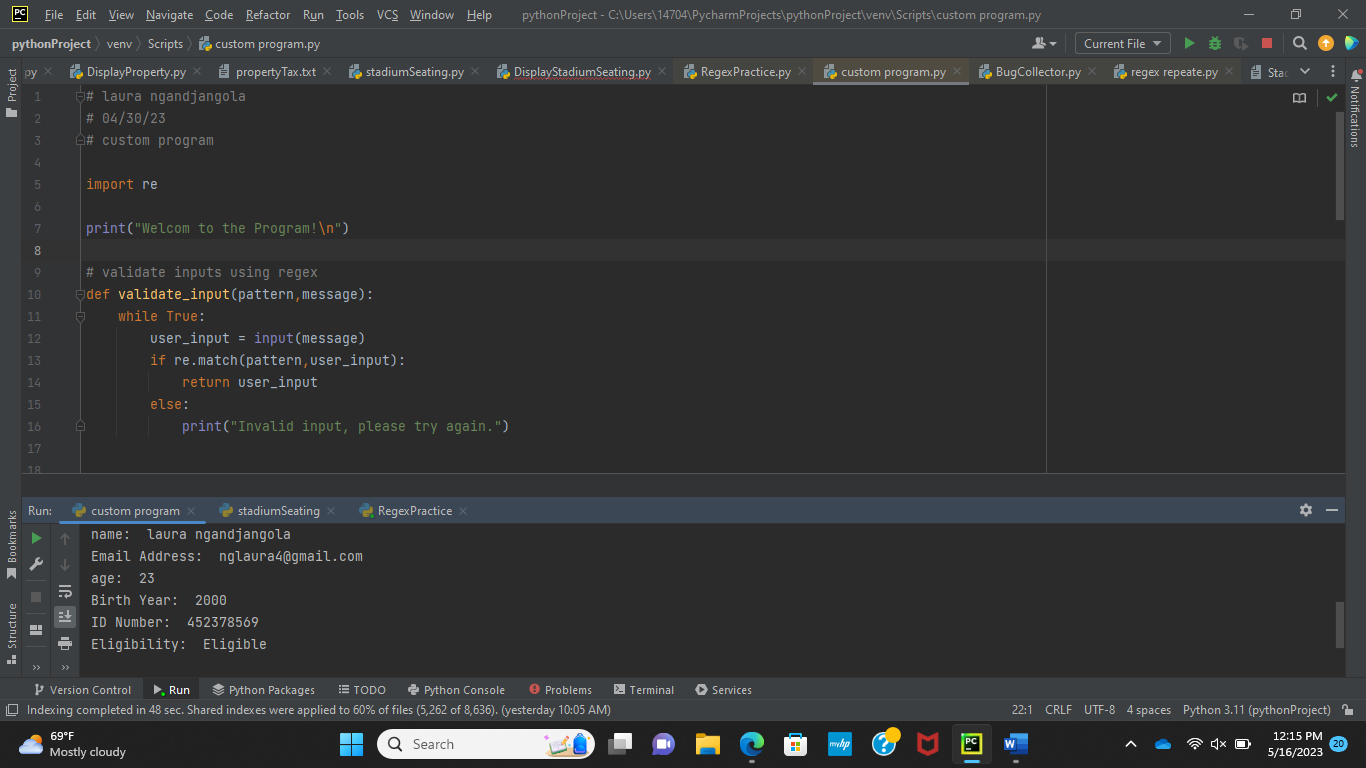 PC File Edit View Navigate Code Refactor Run Tools VCS Window Help pythonProject - C:\Users\14704\PycharmProjects\pythonProject\venv\Scripts\custom program.py
pythonProject venv Scripts custom program.py Current File
py DisplayProperty.py propertyTax.txt stadiumSeating.py DisplayStadiumSeating.py RegexPractice.py custom program.py BugCollector.py regex repeate.py Stac
Project
Notifications
1 # laura ngandjangola
2 # 04/30/23
3 # custom program
4
5 import re
6
7 print("Welcom to the Program!\n")
8
9 # validate inputs using regex
10 def validate_input(pattern,message):
11 while True:
12 user_input = input(message)
13 if re.match(pattern,user_input):
14 return user_input
15 else:
16 print("Invalid input, please try again.")
17
18
Bookmarks
Structure
Run: custom program stadiumSeating RegexPractice
name:  laura ngandjangola
Email Address:  nglaura4@gmail.com
age:  23
Birth Year:  2000
ID Number:  452378569
Eligibility:  Eligible
Version Control Run Python Packages TODO Python Console Problems Terminal Services
Indexing completed in 48 sec. Shared indexes were applied to 60% of files (5,262 of 8,636). (yesterday 10:05 AM) 22:1 CRLF UTF-8 4 spaces Python 3.11 (pythonProject)
69°F
Mostly cloudy
Search
myhp
PC
W
12:15 PM
5/16/2023
20